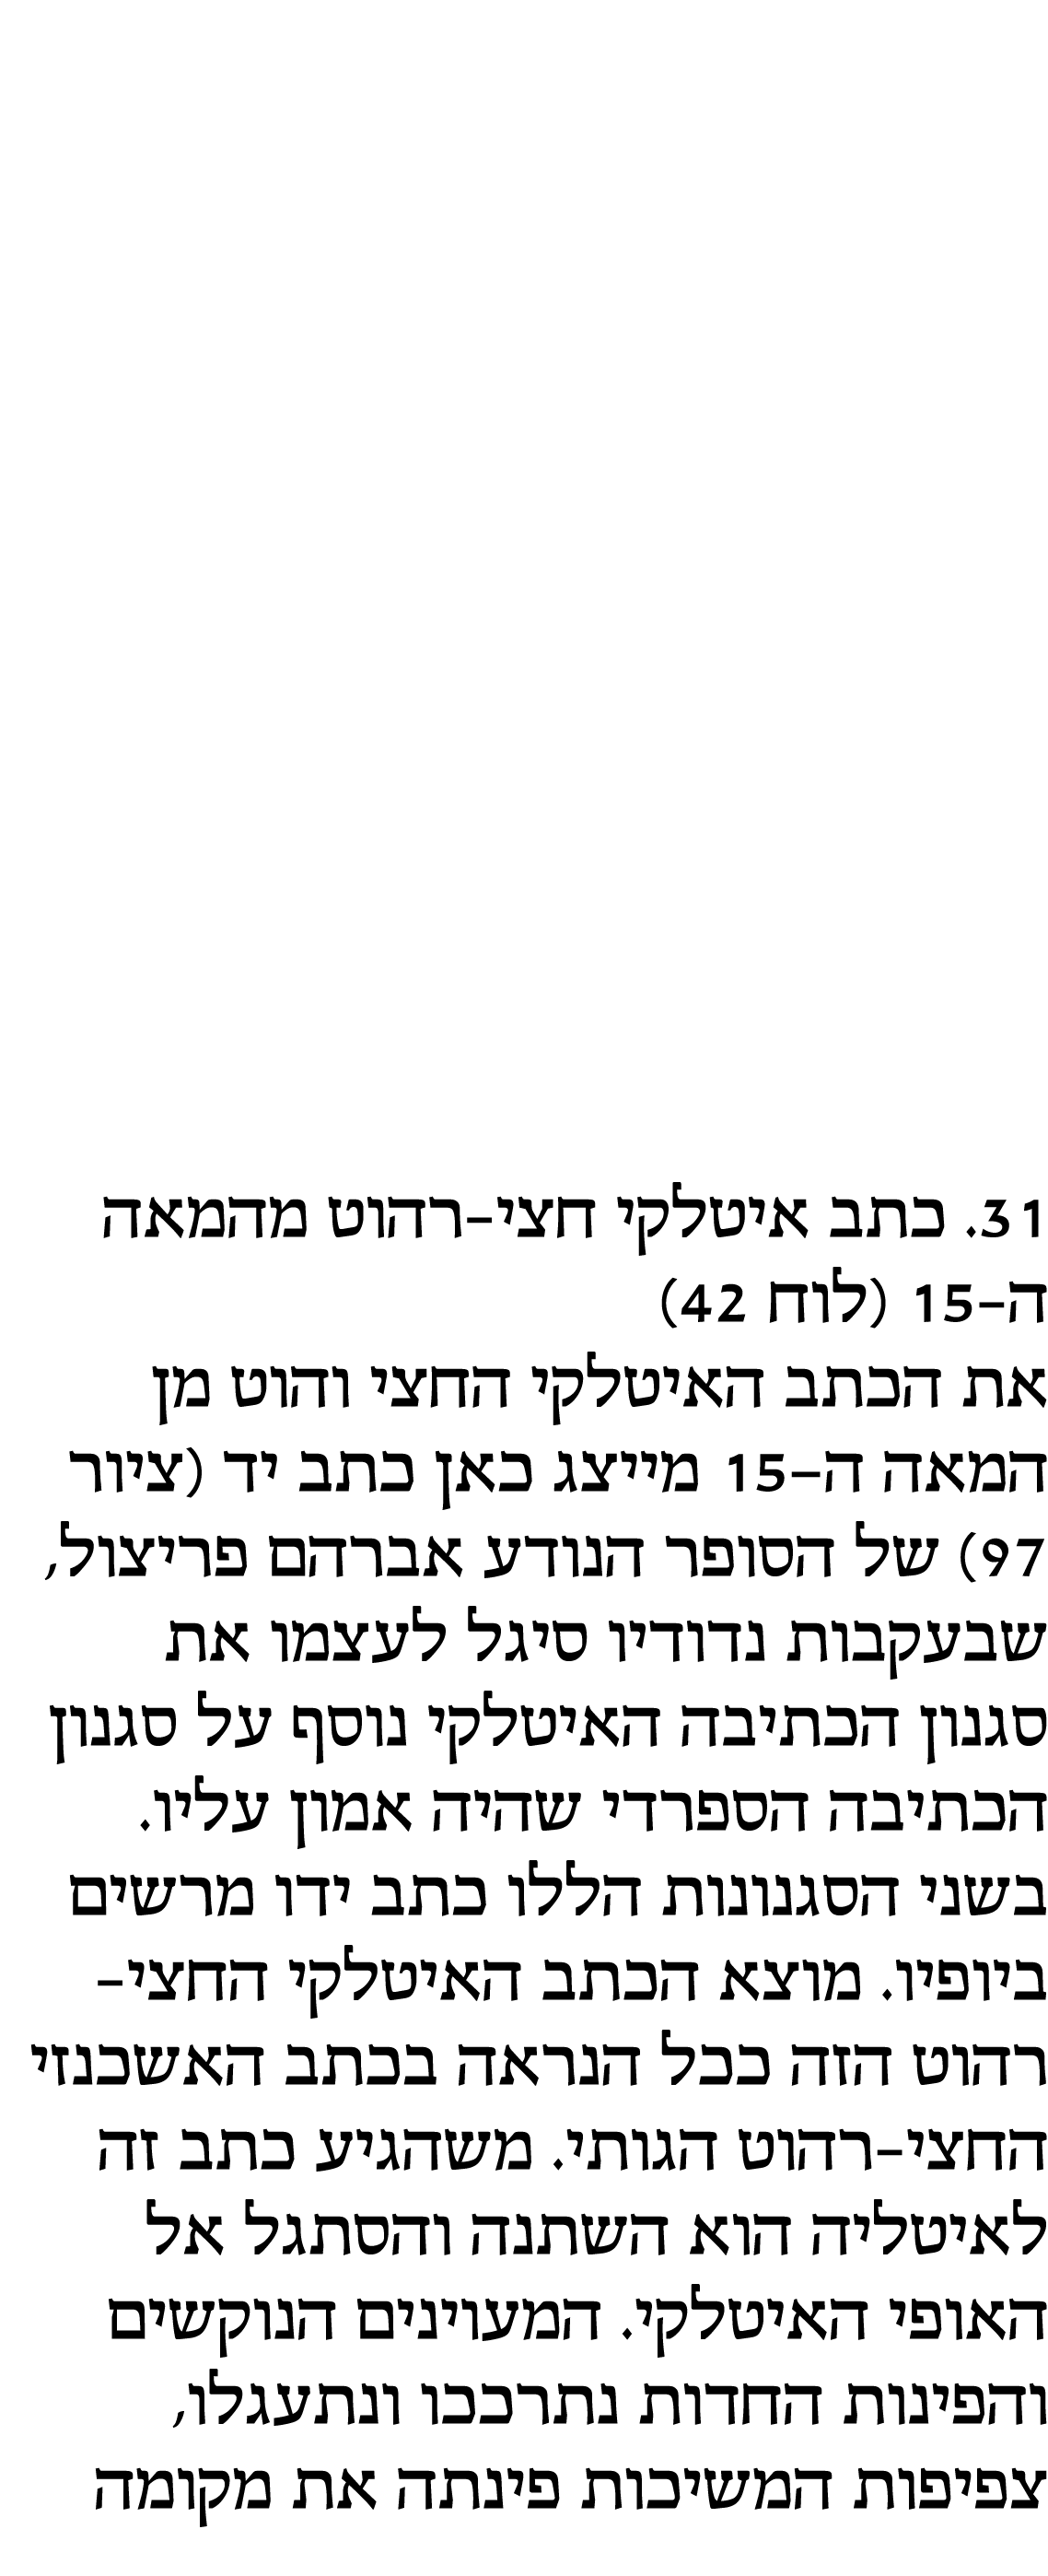 31. כתב איטלקי חצי-רהוט מהמאה
ה-15 (לוח 42)
את הכתב האיטלקי החצי והוט מן
המאה ה-15 מייצג כאן כתב יד (ציור
97) של הסופר הנודע אברהם פריצול,
שבעקבות נדודיו סיגל לעצמו את
סגנון הכתיבה האיטלקי נוסף על סגנון
הכתיבה הספרדי שהיה אמון עליו.
בשני הסגנונות הללו כתב ידו מרשים
ביופיו. מוצא הכתב האיטלקי החצי-
רהוט הזה ככל הנראה בכתב האשכנזי
החצי-רהוט הגותי. משהגיע כתב זה
לאיטליה הוא השתנה והסתגל אל
האופי האיטלקי. המעוינים הנוקשים
והפינות החדות נתרככו ונתעגלו,
צפיפות המשיכות פינתה את מקומה